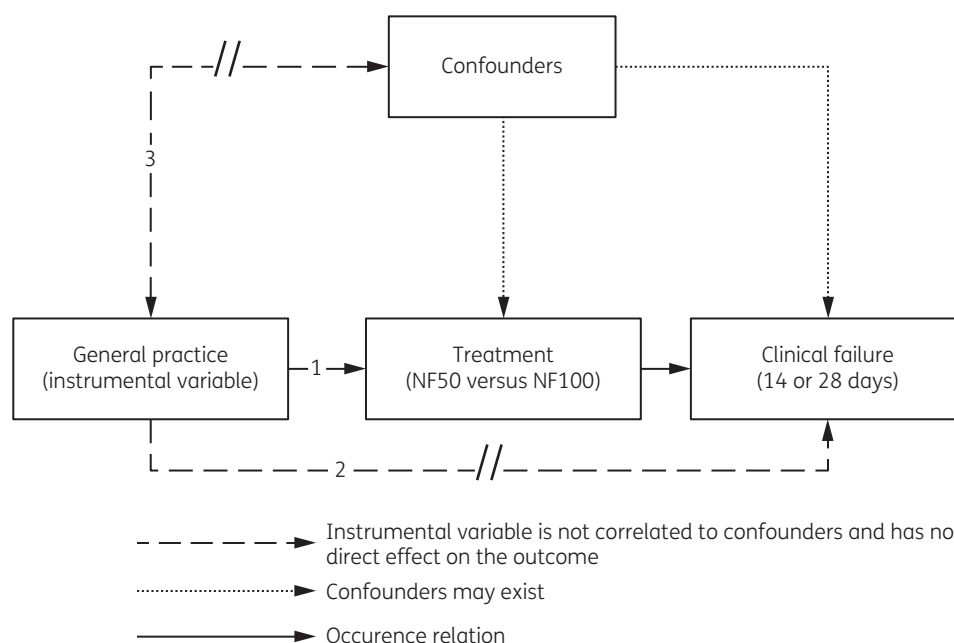 Confounders
3
General practice
(instrumental variable)
1
Treatment
(NF50 versus NF100)
Clinical failure
(14 or 28 days)
2
Instrumental variable is not correlated to confounders and has no
direct effect on the outcome
Confounders may exist
Occurence relation